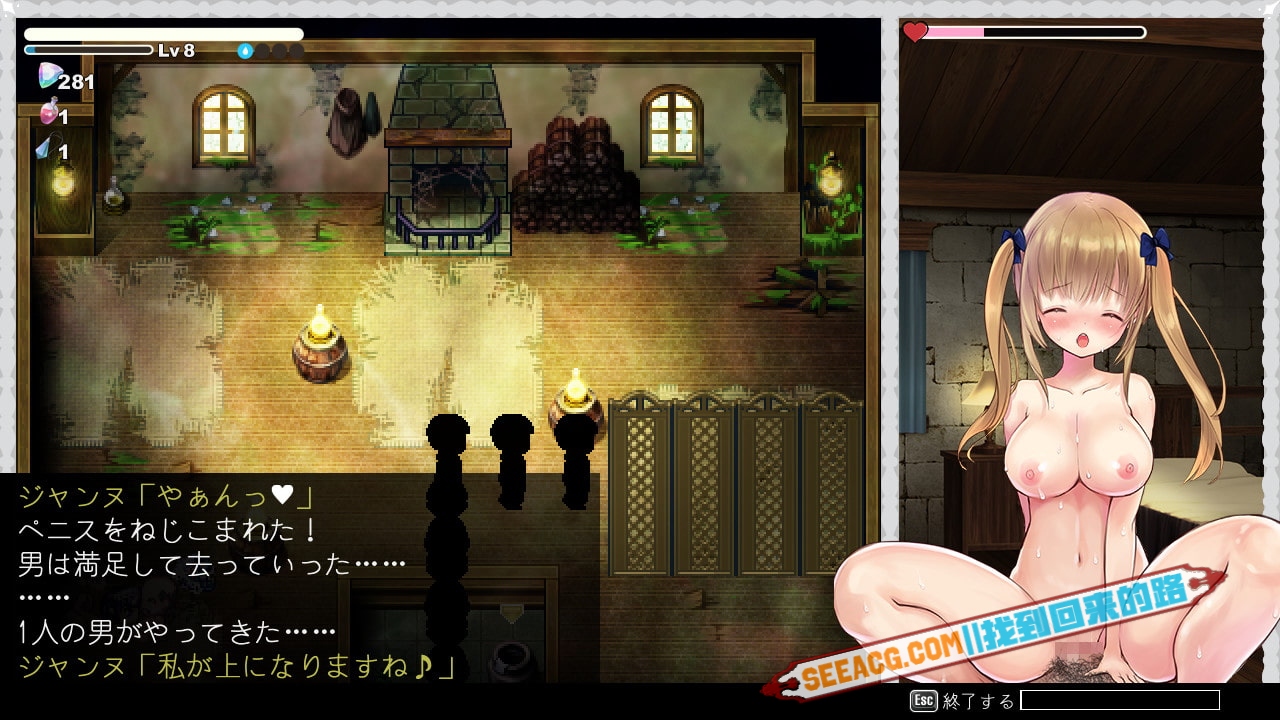 Lv 8
281
1
1
ジャンヌ「やぁんっ♥」
ペニスをねじこまれた！
男は満足して去っていった……
……
1人の男がやってきた……
ジャンヌ「私が上になりますね♪」
SEEACG.COM||找到回来的路
Esc 終了する